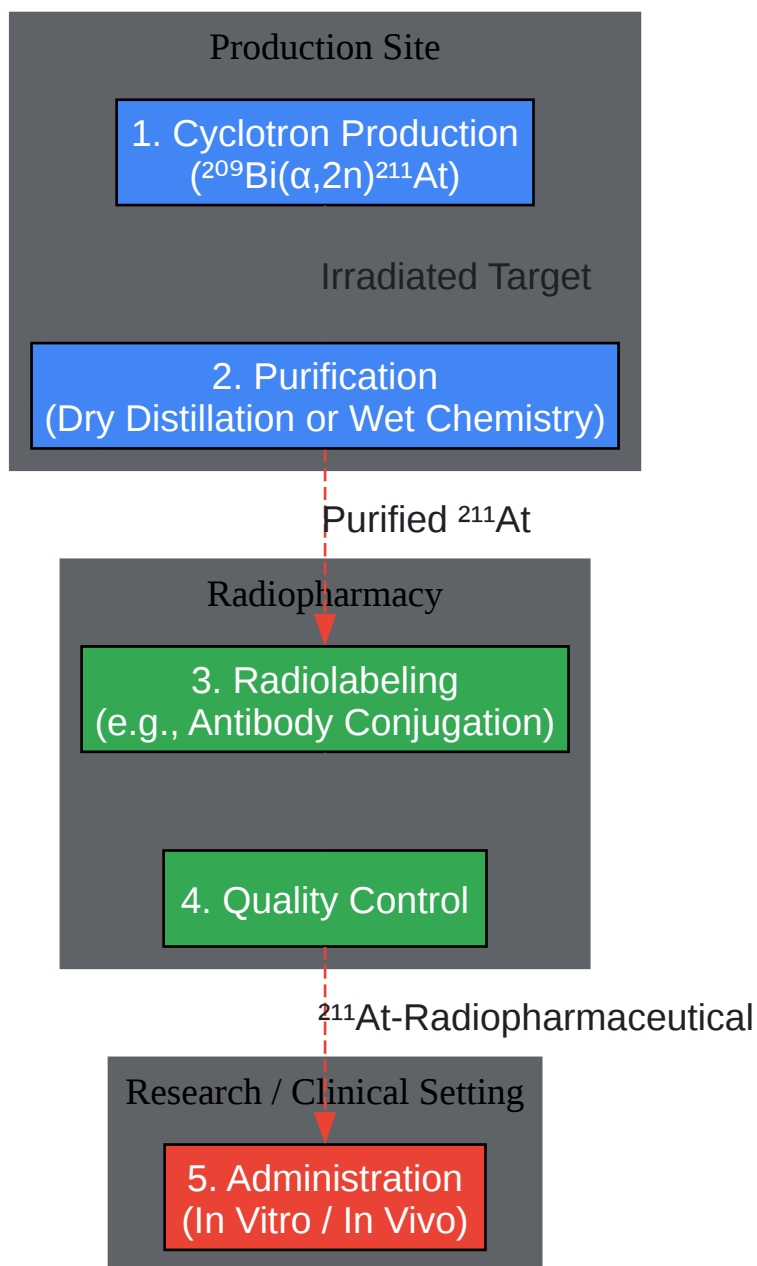 Production Site
1. Cyclotron Production
(²⁰⁹Bi(α,2n)²¹¹At)
Irradiated Target
2. Purification
(Dry Distillation or Wet Chemistry)
Purified ²¹¹At
Radiopharmacy
3. Radiolabeling
(e.g., Antibody Conjugation)
4. Quality Control
²¹¹At-Radiopharmaceutical
Research / Clinical Setting
5. Administration
(In Vitro / In Vivo)